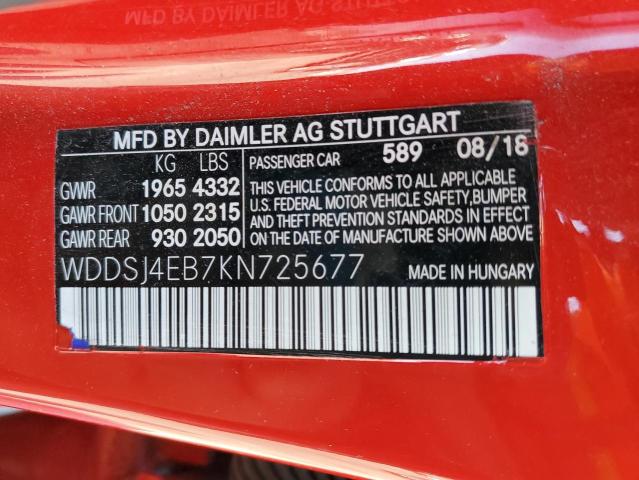 MFD BY DAIMLER AG STUTTGART
KG LBS PASSENGER CAR 589 08/18
GVWR 1965 4332
GAWR FRONT 1050 2315
GAWR REAR 930 2050
THIS VEHICLE CONFORMS TO ALL APPLICABLE
U.S. FEDERAL MOTOR VEHICLE SAFETY, BUMPER
AND THEFT PREVENTION STANDARDS IN EFFECT
ON THE DATE OF MANUFACTURE SHOWN ABOVE.
WDDSJ4EB7KN725677 MADE IN HUNGARY